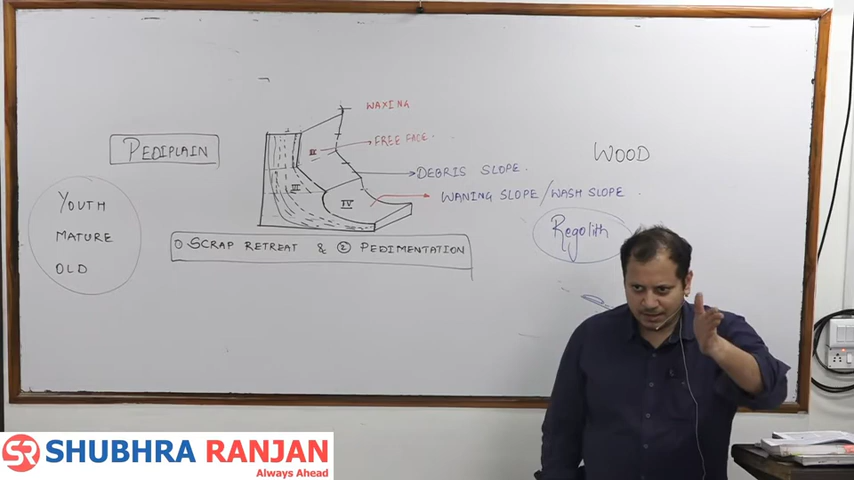 WAXING
PEDIPLAIN
III
FREE FACE.
WOOD
DEBRIS SLOPE.
III
IV
WANING SLOPE/WASH SLOPE.
YOUTH
MATURE
OLD
① SCRAP RETREAT & ② PEDIMENTATION
Regolith
SR SHUBHRA RANJAN
Always Ahead